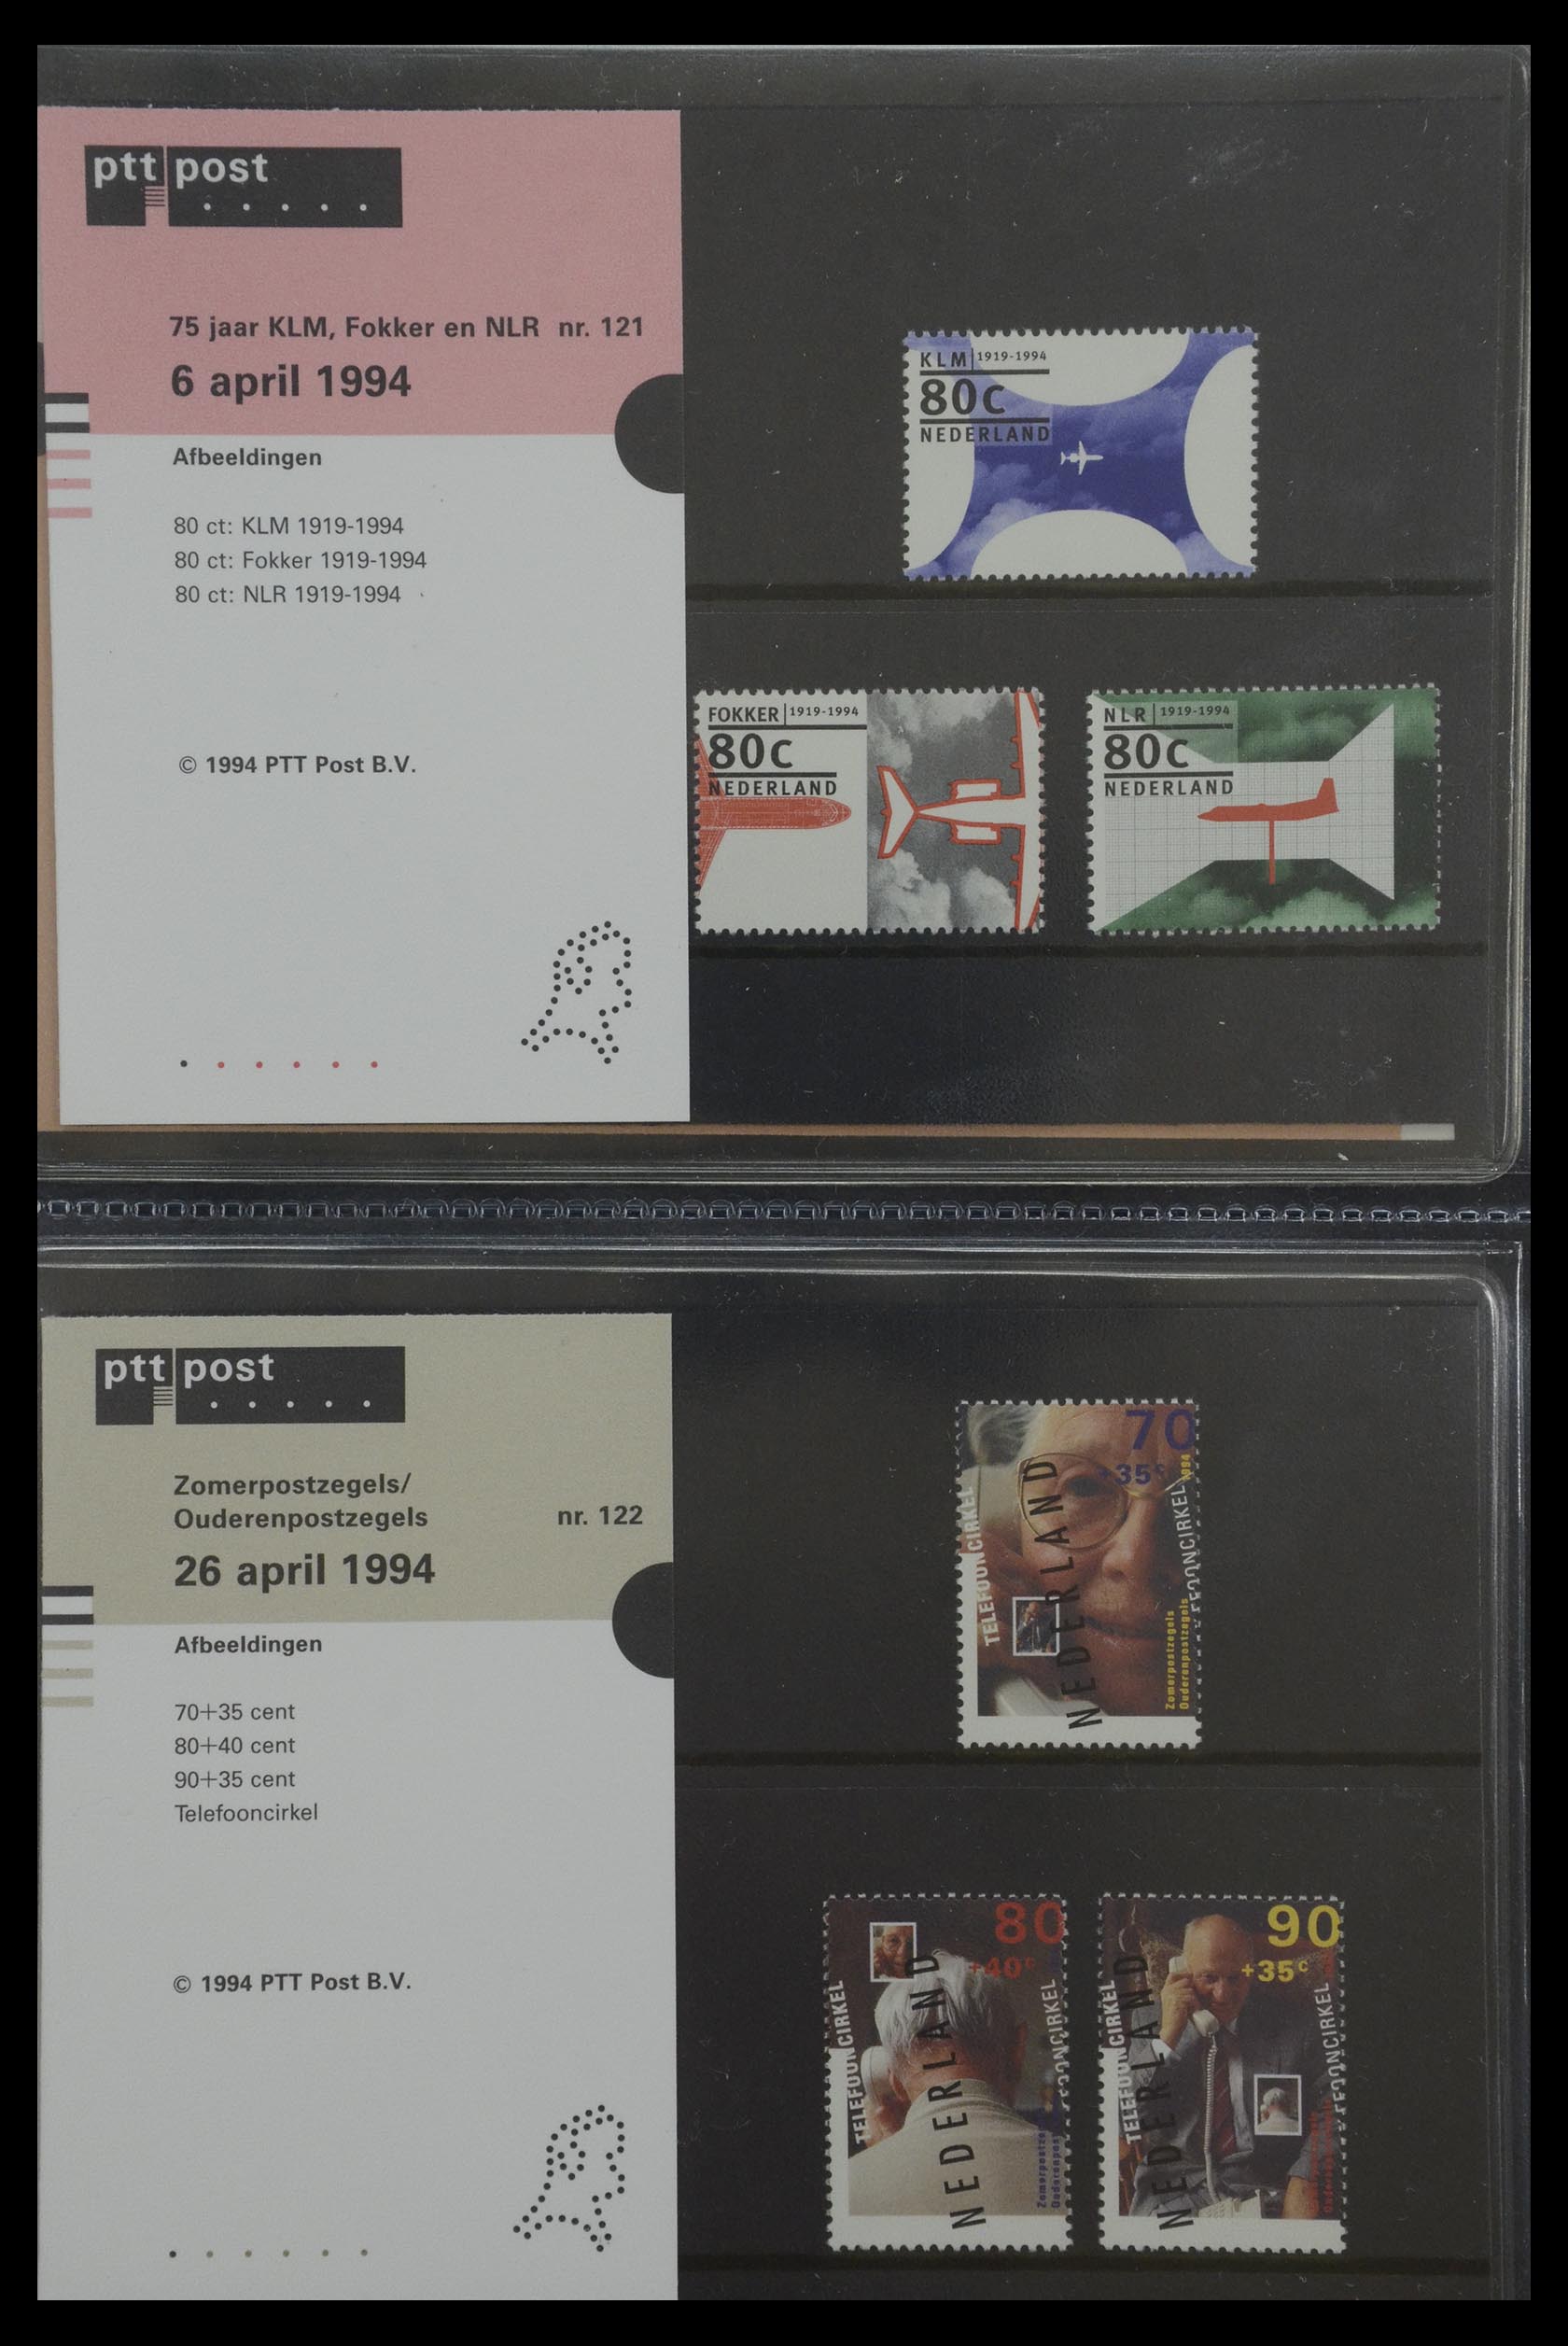 ptt post
75 jaar KLM, Fokker en NLR nr. 121
6 april 1994
Afbeeldingen
80 ct: KLM 1919-1994
80 ct: Fokker 1919-1994
80 ct: NLR 1919-1994
© 1994 PTT Post B.V.
KLM 1919-1994
80c
NEDERLAND
FOKKER 1919-1994
80c
NEDERLAND
NLR 1919-1994
80c
NEDERLAND
ptt post
Zomerpostzegels/
Ouderenpostzegels nr. 122
26 april 1994
Afbeeldingen
70+35 cent
80+40 cent
90+35 cent
Telefooncirkel
© 1994 PTT Post B.V.
70
+35c
1994
TELEFOONCIRKEL
NEDERLAND
TELEFOONCIRKEL
Zomerpostzegels
Ouderenpostzegels
80
+40c
TELEFOONCIRKEL
NEDERLAND
TELEFOONCIRKEL
Zomerpostzegels
Ouderenpostzegels
90
+35c
TELEFOONCIRKEL
NEDERLAND
TELEFOONCIRKEL